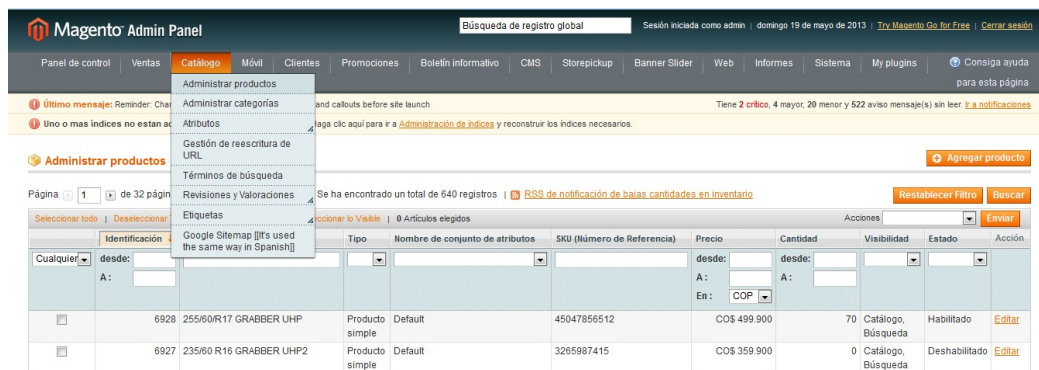 Magento Admin Panel
Búsqueda de registro global
Sesión iniciada como admin | domingo 19 de mayo de 2013 | Try Magento Go for Free | Cerrar sesión
Panel de control Ventas Catálogo Móvil Clientes Promociones Boletín informativo CMS Storepickup Banner Slider Web Informes Sistema My plugins Consiga ayuda para esta página
Administrar productos
Administrar categorías
Atributos
Gestión de reescritura de URL
Términos de búsqueda
Revisiones y Valoraciones
Etiquetas
Google Sitemap [[It's used the same way in Spanish]]
Último mensaje: Reminder: Cha and callouts before site launch
Tiene 2 crítico, 4 mayor, 20 menor y 522 aviso mensaje(s) sin leer. Ir a notificaciones
Uno o mas índices no estan ac aga clic aquí para ir a Administración de índices y reconstruir los índices necesarios.
Administrar productos
Agregar producto
Página 1 de 32 págin Se ha encontrado un total de 640 registros | RSS de notificación de bajas cantidades en inventario
Restablecer Filtro Buscar
Seleccionar todo | Deseleccionar ccionar lo Visible | 0 Artículos elegidos
Acciones Enviar
Identificación Tipo Nombre de conjunto de atributos SKU (Número de Referencia) Precio Cantidad Visibilidad Estado Acción
Cualquier desde: desde: desde:
A : A : A :
En : COP
6928 255/60/R17 GRABBER UHP Producto simple Default 45047856512 CO$ 499.900 70 Catálogo, Búsqueda Habilitado Editar
6927 235/60 R16 GRABBER UHP2 Producto simple Default 3265987415 CO$ 359.900 0 Catálogo, Búsqueda Deshabilitado Editar